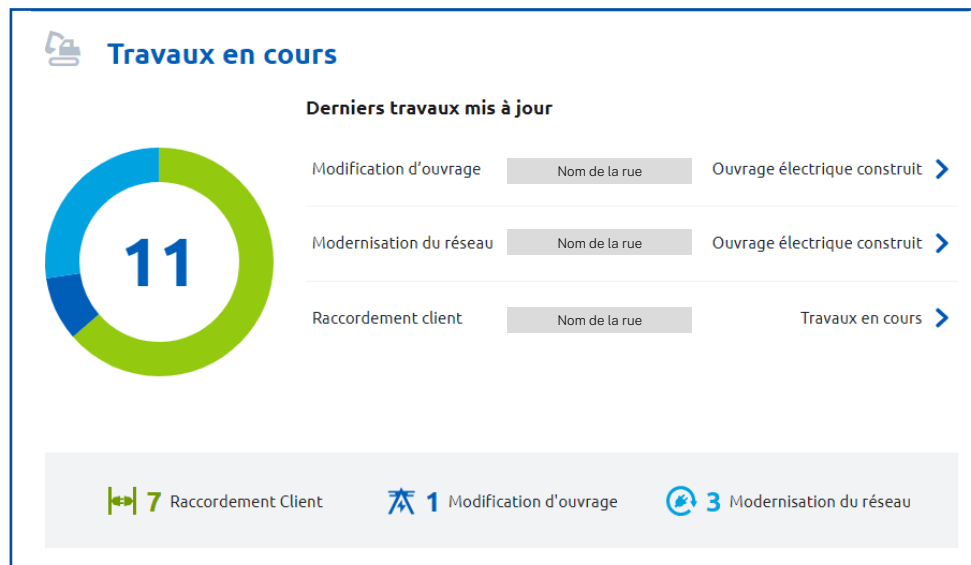 Travaux en cours
Derniers travaux mis à jour
11
Modification d’ouvrage Nom de la rue Ouvrage électrique construit
Modernisation du réseau Nom de la rue Ouvrage électrique construit
Raccordement client Nom de la rue Travaux en cours
7 Raccordement Client 1 Modification d'ouvrage 3 Modernisation du réseau